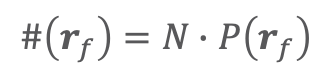 #(r_f) = N · P(r_f)